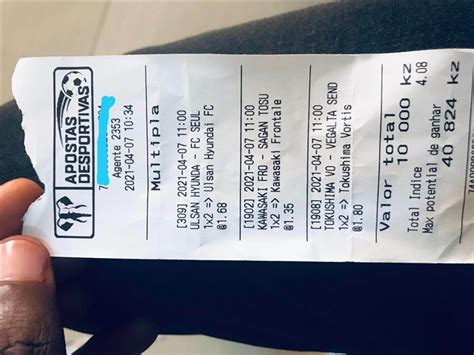 APOSTAS
DESPORTIVAS
Agente 2353
2021-04-07 10:34
Multipla
[309] 2021-04-07 11:00
ULSAN HYUNDA - FC SEUL
1x2 => Ulsan Hyundai FC
@1.68
[1902] 2021-04-07 11:00
KAWASAKI FRO - SAGAN TOSU
1x2 => Kawasaki Frontale
@1.35
[1908] 2021-04-07 11:00
TOKUSHIMA VO - VEGALTA SEND
1x2 => Tokushima Vortis
@1.80
Valor total 10 000 kz
Total Indice 4.08
Max potencial de ganhar
40 824 kz